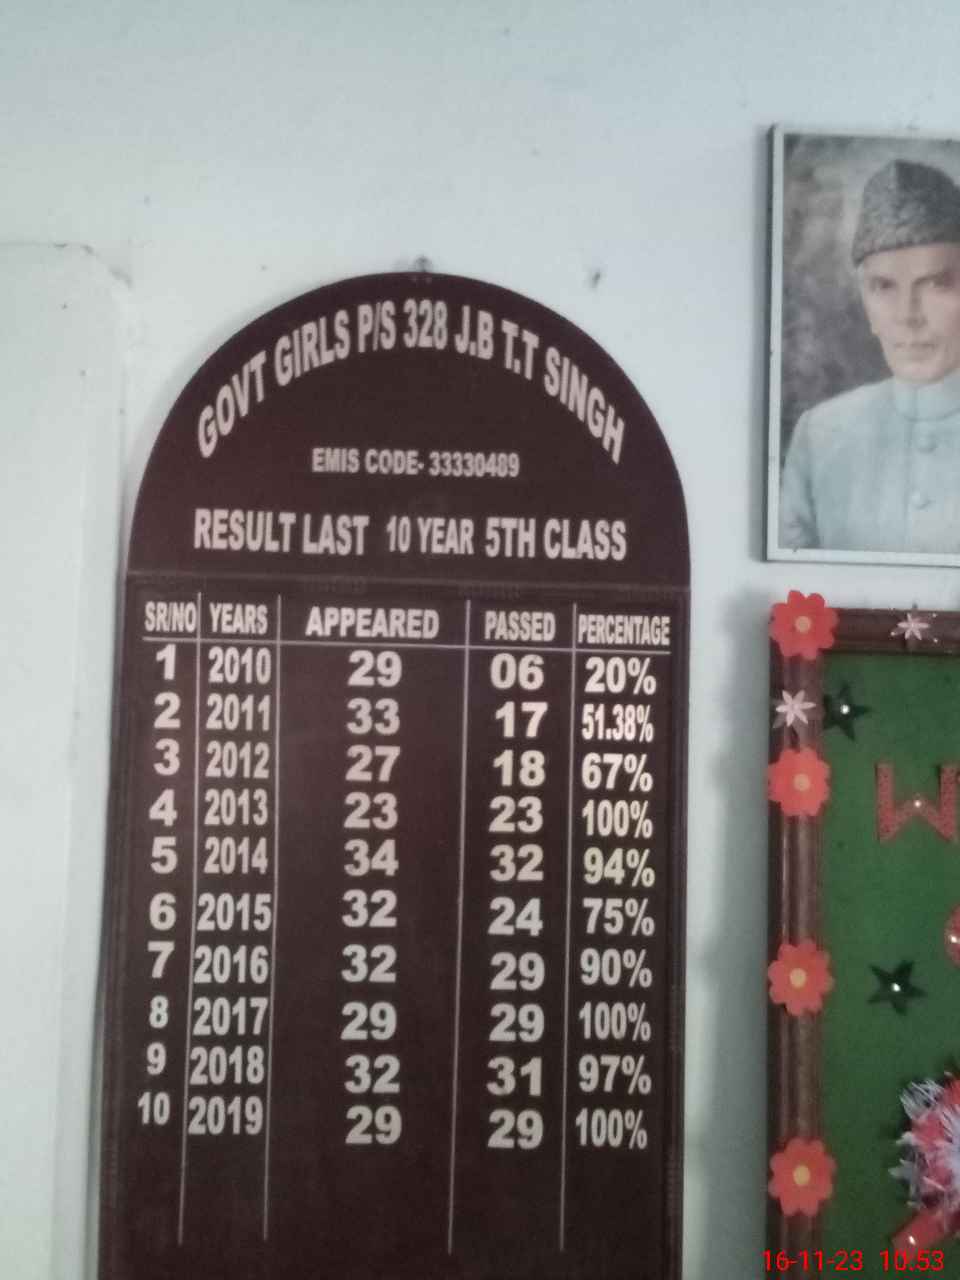 GOVT GIRLS P/S 328 J.B T.T SINGH
EMIS CODE- 33330489
RESULT LAST 10 YEAR 5TH CLASS
SR/NO YEARS APPEARED PASSED PERCENTAGE
1 2010 29 06 20%
2 2011 33 17 51.38%
3 2012 27 18 67%
4 2013 23 23 100%
5 2014 34 32 94%
6 2015 32 24 75%
7 2016 32 29 90%
8 2017 29 29 100%
9 2018 32 31 97%
10 2019 29 29 100%
W
16-11-23 10:53